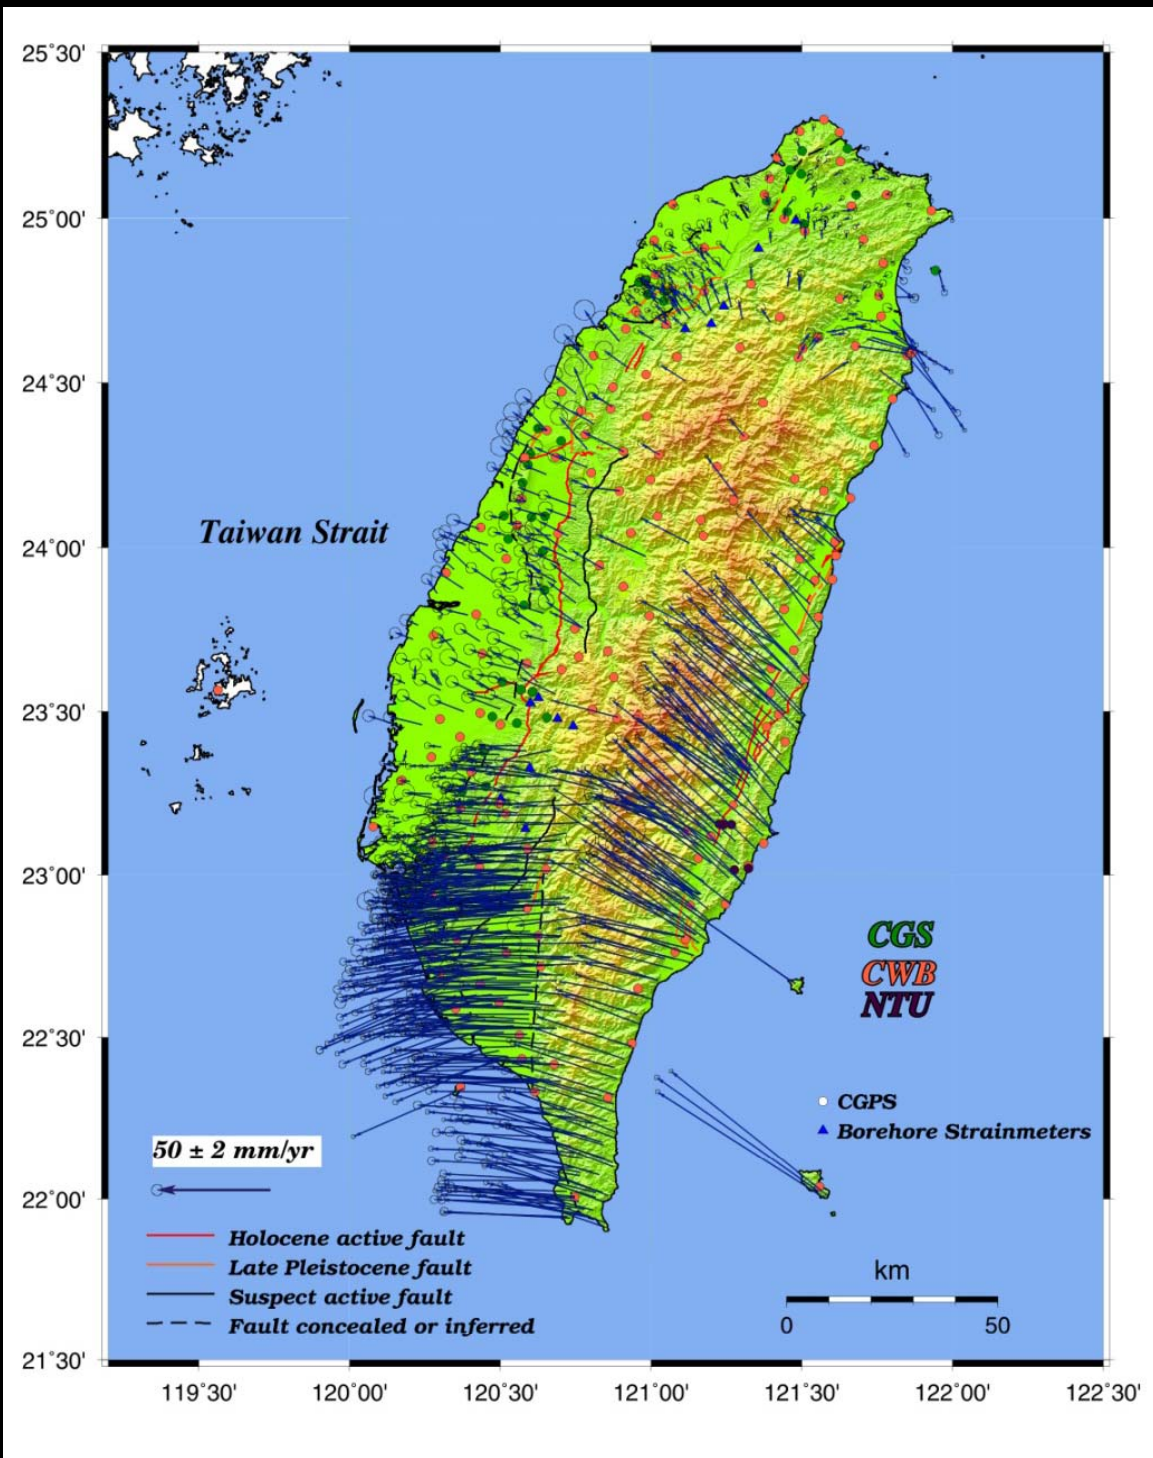 25˚30'
25˚00'
24˚30'
24˚00'
23˚30'
23˚00'
22˚30'
22˚00'
21˚30'
Taiwan Strait
CGS
CWB
NTU
CGPS
Borehore Strainmeters
50 ± 2 mm/yr
Holocene active fault
Late Pleistocene fault
Suspect active fault
Fault concealed or inferred
km
0 50
119˚30' 120˚00' 120˚30' 121˚00' 121˚30' 122˚00' 122˚30'